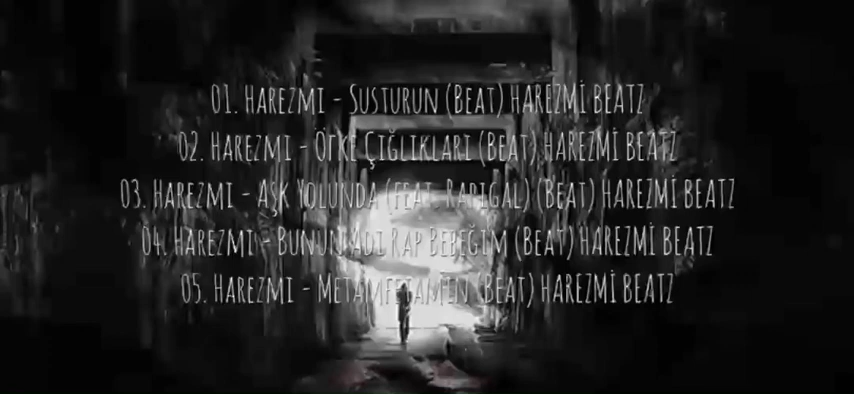 01. Harezmi - Susturun (Beat) HAREZMİ BEATZ
02. Harezmi - Öfke Çığlıkları (Beat) HAREZMİ BEATZ
03. Harezmi - Aşk Yolunda (feat. Rapigal) (Beat) HAREZMİ BEATZ
04. Harezmi - Bunun Adı Rap Bebeğim (Beat) HAREZMİ BEATZ
05. Harezmi - Metamfetamin (Beat) HAREZMİ BEATZ